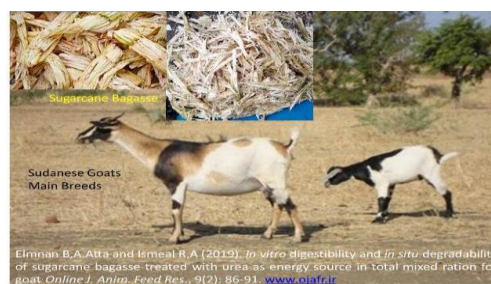 Sugarcane Bagasse
Sudanese Goats
Main Breeds
Elmnan B,A.Atta and Ismeal R,A (2019). In vitro digestibility and in situ degradability
of sugarcane bagasse treated with urea as energy source in total mixed ration for
goat Online J. Anim. Feed Res., 9(2): 86-91. www.ojafr.ir